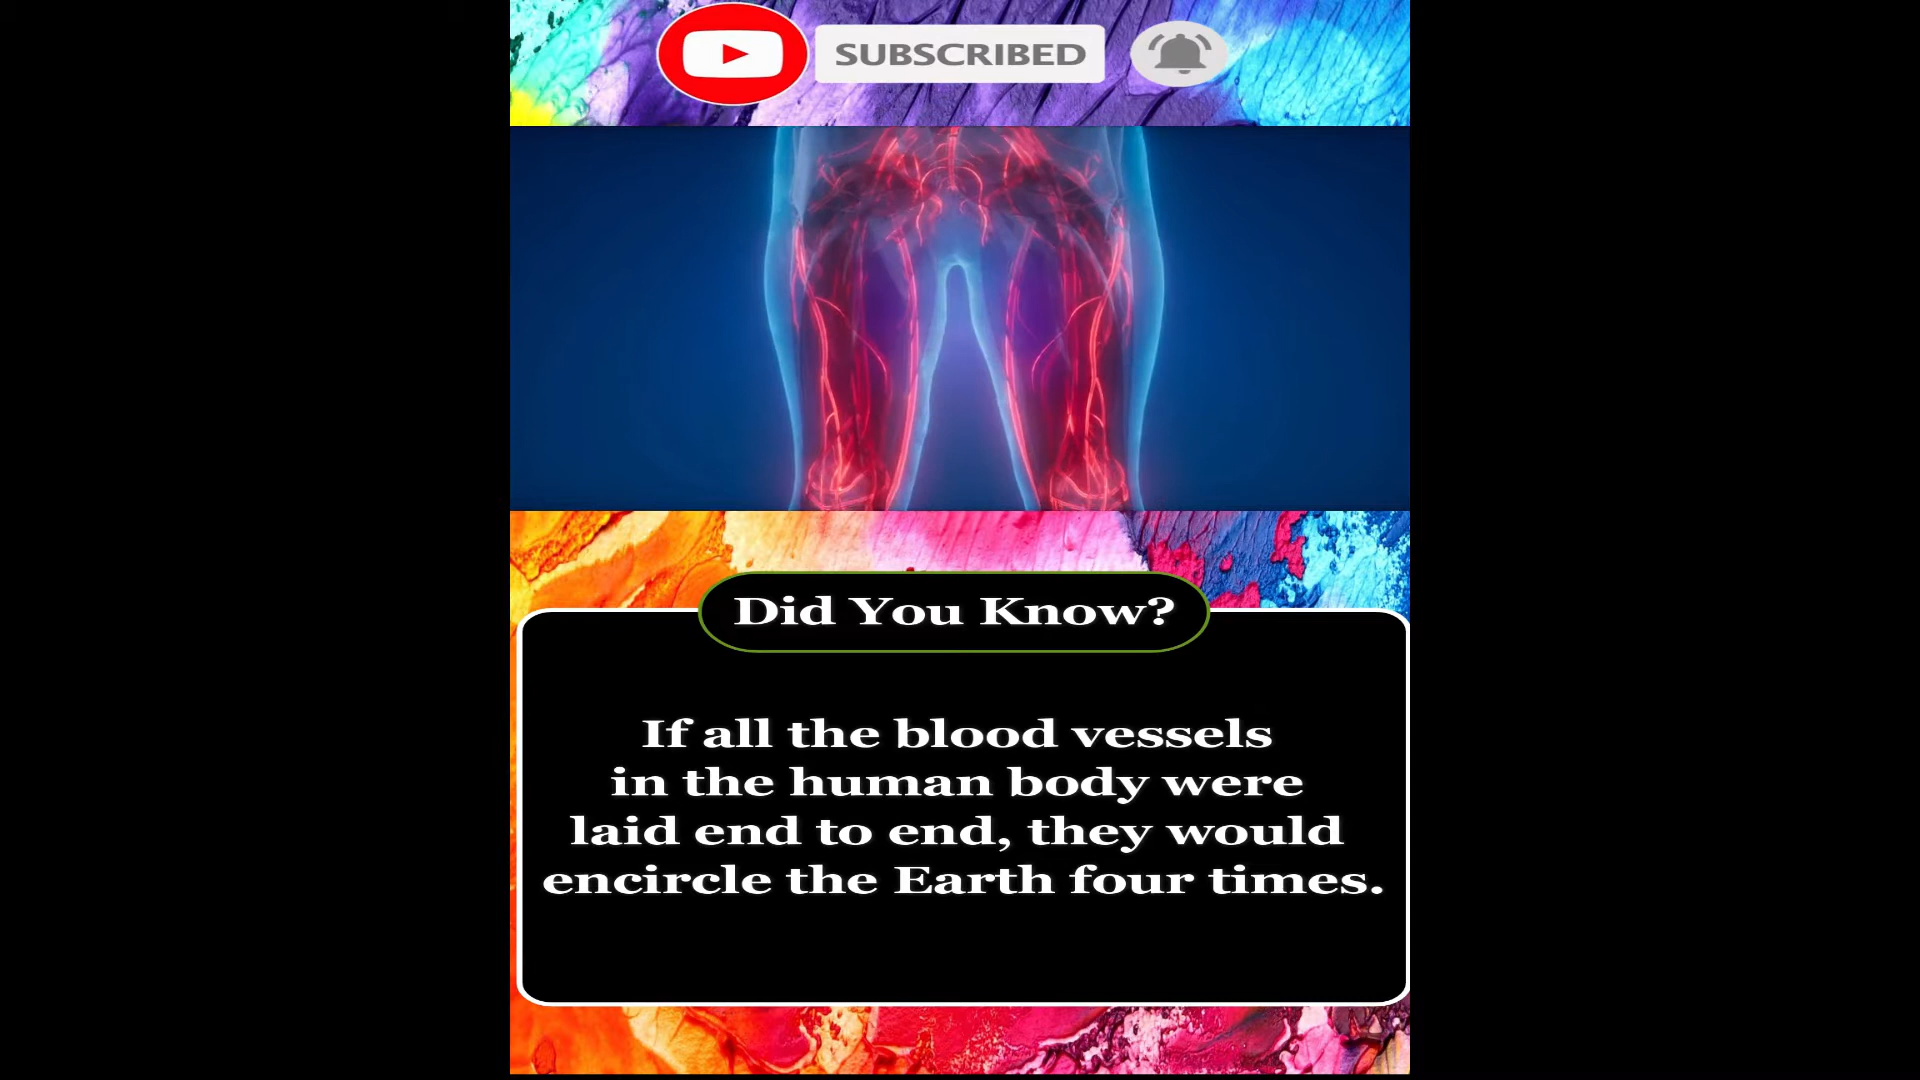 SUBSCRIBED
Did You Know?
If all the blood vessels
in the human body were
laid end to end, they would
encircle the Earth four times.